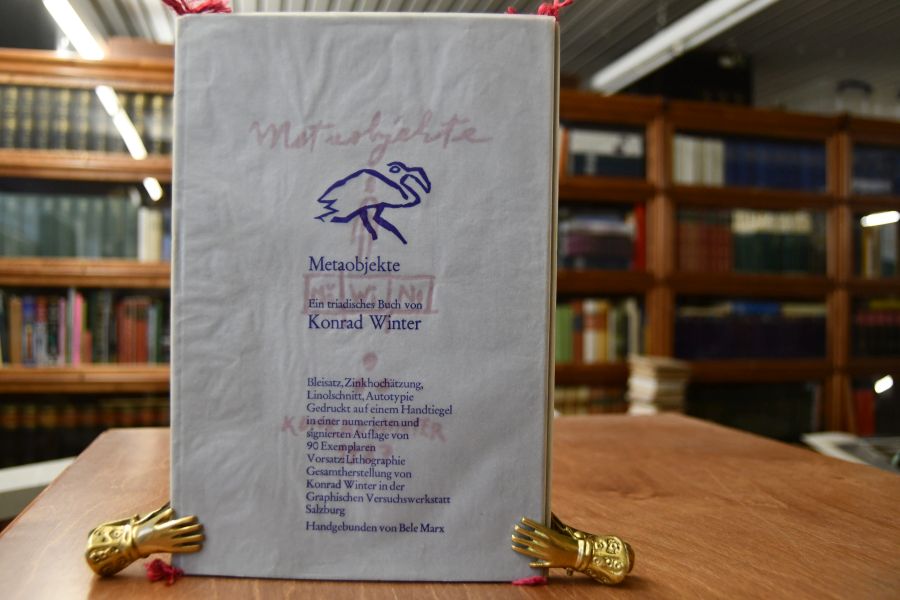 Metaobjekte
Metaobjekte
Ein triadisches Buch von
Konrad Winter
Bleisatz, Zinkhochätzung,
Linolschnitt, Autotypie
Gedruckt auf einem Handtiegel
in einer numerierten und
signierten Auflage von
90 Exemplaren
Vorsatz: Lithographie
Gesamtherstellung von
Konrad Winter in der
Graphischen Versuchswerkstatt
Salzburg
Handgebunden von Bele Marx